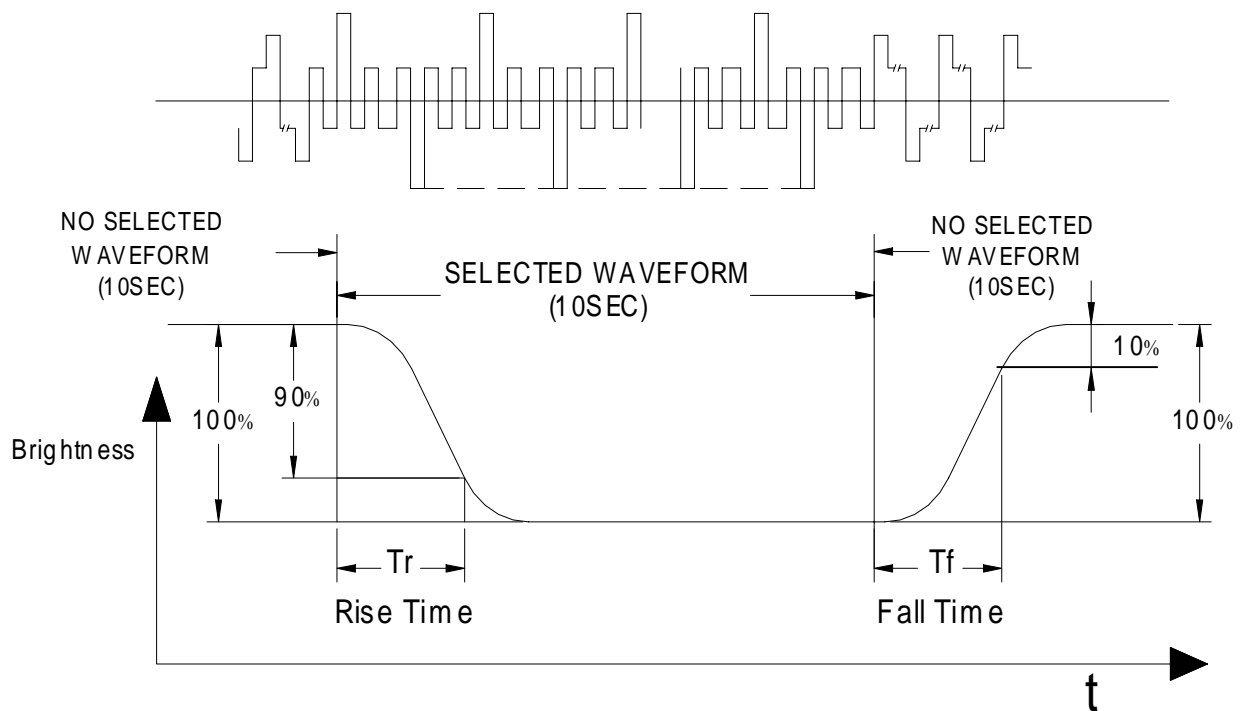 NO SELECTED
WAVEFORM
(10SEC)
SELECTED WAVEFORM
(10SEC)
NO SELECTED
WAVEFORM
(10SEC)
10%
90%
100%
100%
Brightness
Tr
Tf
Rise Time
Fall Time
t